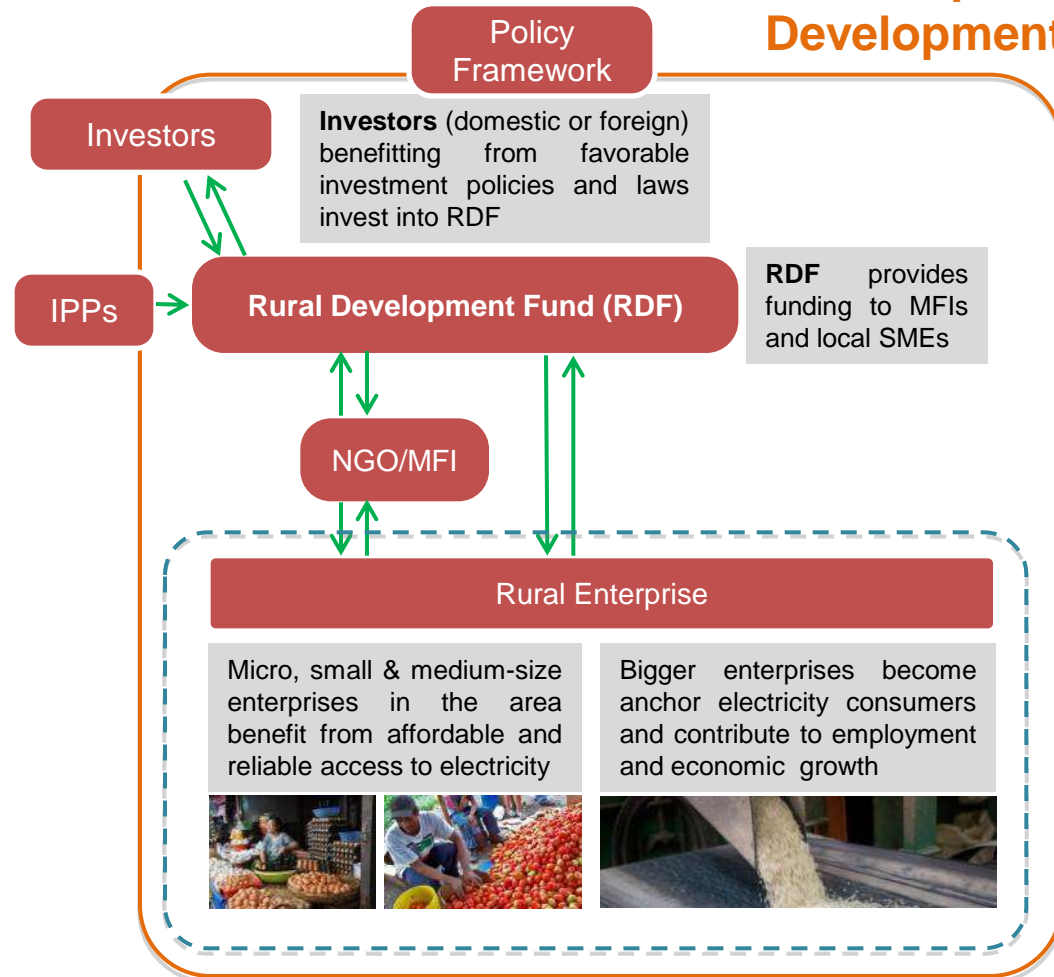 Development
Policy
Framework
Investors
Investors (domestic or foreign)
benefitting from favorable
investment policies and laws
invest into RDF
IPPs
Rural Development Fund (RDF)
RDF provides
funding to MFIs
and local SMEs
NGO/MFI
Rural Enterprise
Micro, small & medium-size
enterprises in the area
benefit from affordable and
reliable access to electricity
Bigger enterprises become
anchor electricity consumers
and contribute to employment
and economic growth